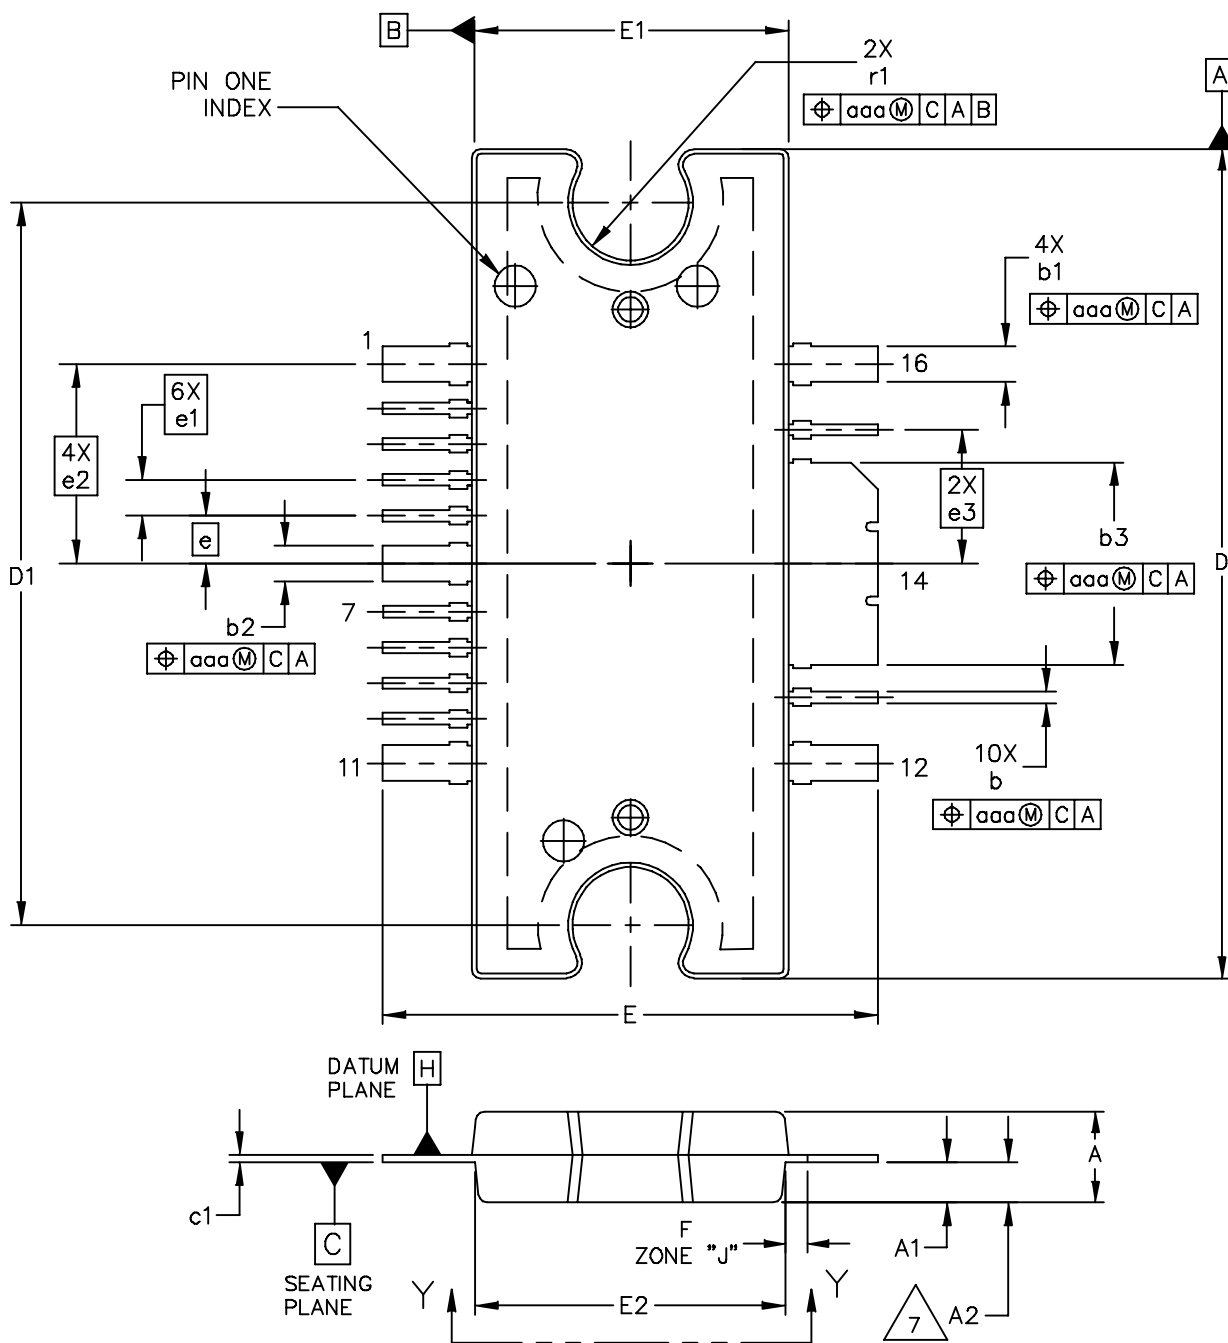 B
E1
2X
r1
⌖ aaa Ⓜ C A B
A
PIN ONE
INDEX
4X
b1
⌖ aaa Ⓜ C A
1
16
6X
e1
4X
e2
2X
e3
e
b3
D1
D
14
⌖ aaa Ⓜ C A
7
b2
⌖ aaa Ⓜ C A
11
12
10X
b
⌖ aaa Ⓜ C A
E
DATUM
PLANE
H
A
c1
C
SEATING
PLANE
F
ZONE "J"
A1
Y
Y
E2
7
A2